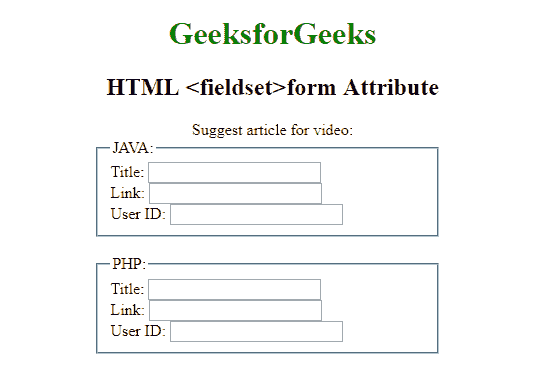 GeeksforGeeks
HTML <fieldset>form Attribute
Suggest article for video:
JAVA:
Title:
Link:
User ID:
PHP:
Title:
Link:
User ID: